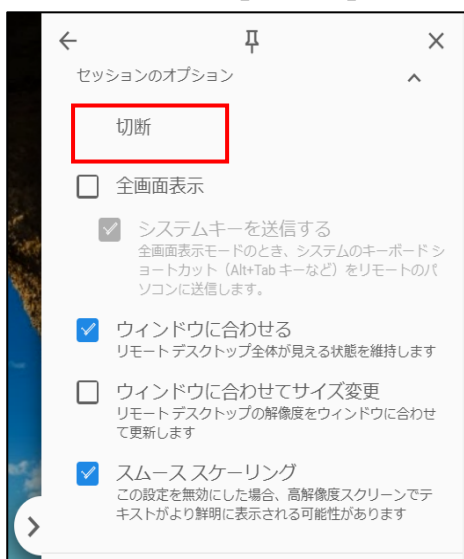 セッションのオプション
切断
全画面表示
システムキーを送信する
全画面表示モードのとき、システムのキーボード シ
ョートカット（Alt+Tab キーなど）をリモートのパ
ソコンに送信します。
ウィンドウに合わせる
リモート デスクトップ全体が見える状態を維持します
ウィンドウに合わせてサイズ変更
リモート デスクトップの解像度をウィンドウに合わせ
て更新します
スムース スケーリング
この設定を無効にした場合、高解像度スクリーンでテ
キストがより鮮明に表示される可能性があります